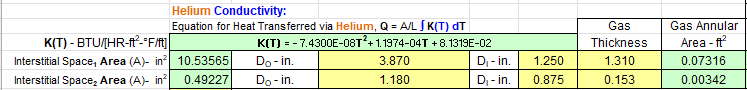 Helium Conductivity:
Equation for Heat Transferred via Helium, Q = A/L ∫ K(T) dT Gas Gas Annular
K(T) - BTU/[HR-ft²-°F/ft] K(T) = - 7.4300E-08T² + 1.1974-04T + 8.1319E-02 Thickness Area - ft²
Interstitial Space₁ Area (A)- in² 10.53565 D₀ - in. 3.870 Dᵢ - in. 1.250 1.310 0.07316
Interstitial Space₂ Area (A)- in² 0.49227 D₀ - in. 1.180 Dᵢ - in. 0.875 0.153 0.00342